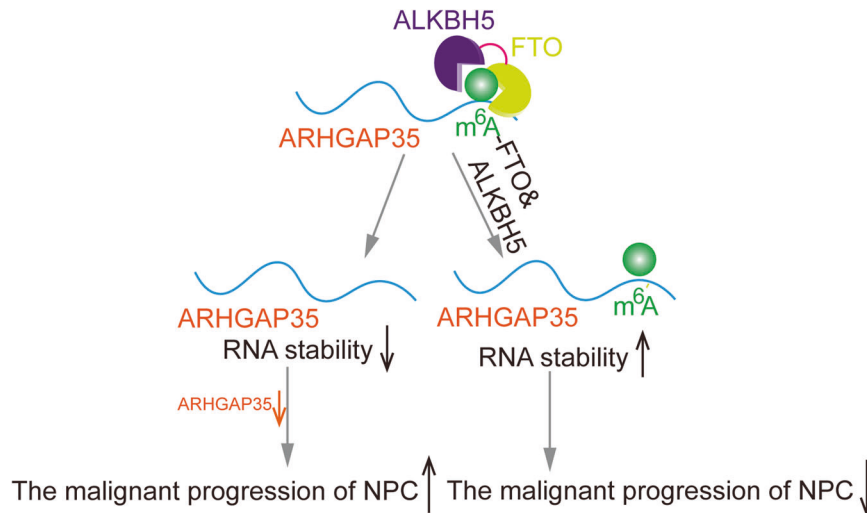 ALKBH5
FTO
m⁶A
ARHGAP35
-FTO&
ALKBH5
ARHGAP35
RNA stability ↓
m⁶A
ARHGAP35
RNA stability ↑
ARHGAP35 ↓
The malignant progression of NPC ↑
The malignant progression of NPC ↓